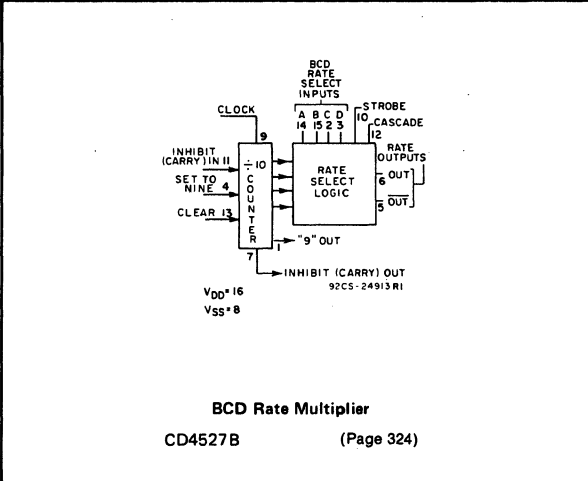 BCD
RATE
SELECT
INPUTS
A B C D
14 15 2 3
STROBE
10
CASCADE
12
CLOCK
9
RATE
OUTPUTS
INHIBIT
(CARRY) IN 11
SET TO
NINE 4
CLEAR 13
÷10
COUNTER
RATE
SELECT
LOGIC
6 OUT
5 OUT
1 "9" OUT
7
INHIBIT (CARRY) OUT
92CS-24913R1
VDD=16
VSS=8
BCD Rate Multiplier
CD4527B (Page 324)